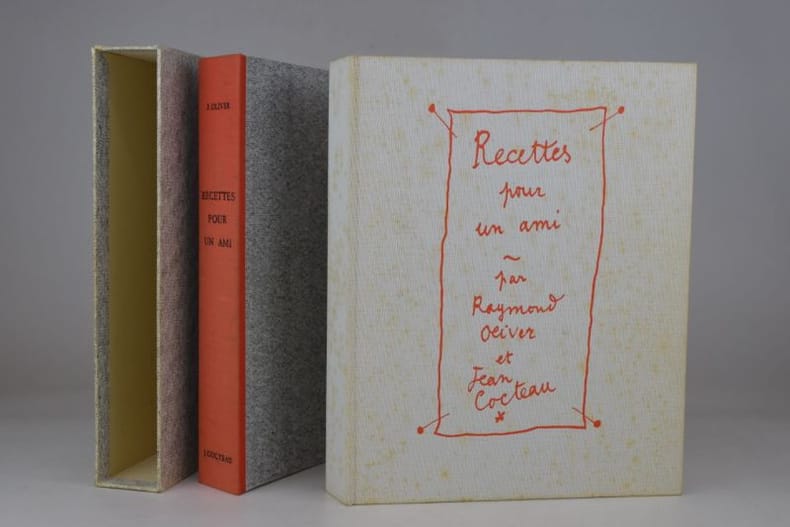 J. OLIVER
RECETTES
POUR
UN AMI
J. COCTEAU
Recettes
pour
un ami
~
par
Raymond
Oliver
et
Jean
Cocteau
*